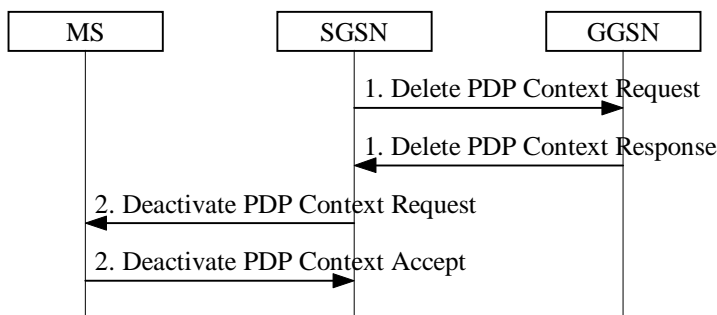 MS
SGSN
GGSN
1. Delete PDP Context Request
1. Delete PDP Context Response
2. Deactivate PDP Context Request
2. Deactivate PDP Context Accept